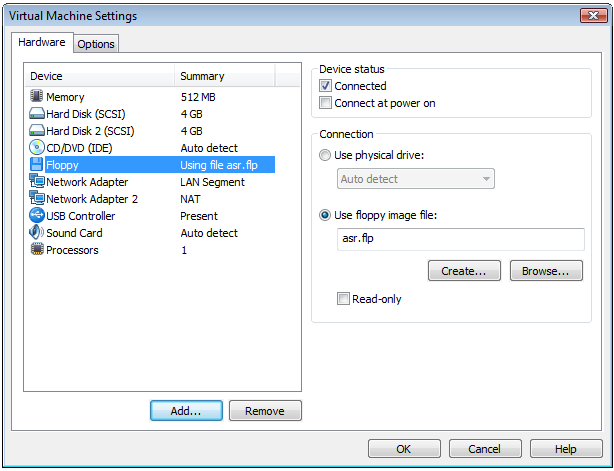 Virtual Machine Settings
Hardware Options
Device Summary
Memory 512 MB
Hard Disk (SCSI) 4 GB
Hard Disk 2 (SCSI) 4 GB
CD/DVD (IDE) Auto detect
Floppy Using file asr.flp
Network Adapter LAN Segment
Network Adapter 2 NAT
USB Controller Present
Sound Card Auto detect
Processors 1
Add... Remove
Device status
Connected
Connect at power on
Connection
Use physical drive:
Auto detect
Use floppy image file:
asr.flp
Create... Browse...
Read-only
OK Cancel Help